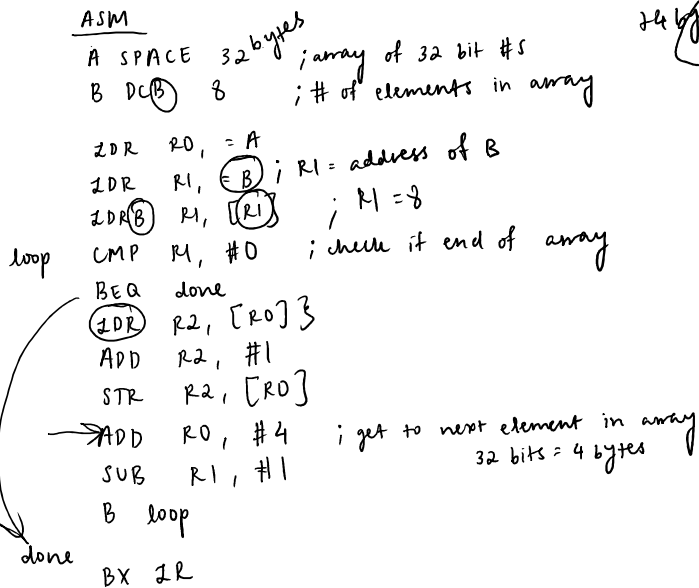 ASM
24 by
A SPACE 32 bytes ; array of 32 bit #s
B DCB 8 ; # of elements in array
LDR R0, = A
LDR R1, = B ; R1 = address of B
LDRB R1, [R1] ; R1 = 8
loop CMP R1, #0 ; check if end of array
BEQ done
LDR R2, [R0] }
ADD R2, #1
STR R2, [R0]
ADD R0, #4 ; get to next element in array
32 bits = 4 bytes
SUB R1, #1
B loop
done
BX LR